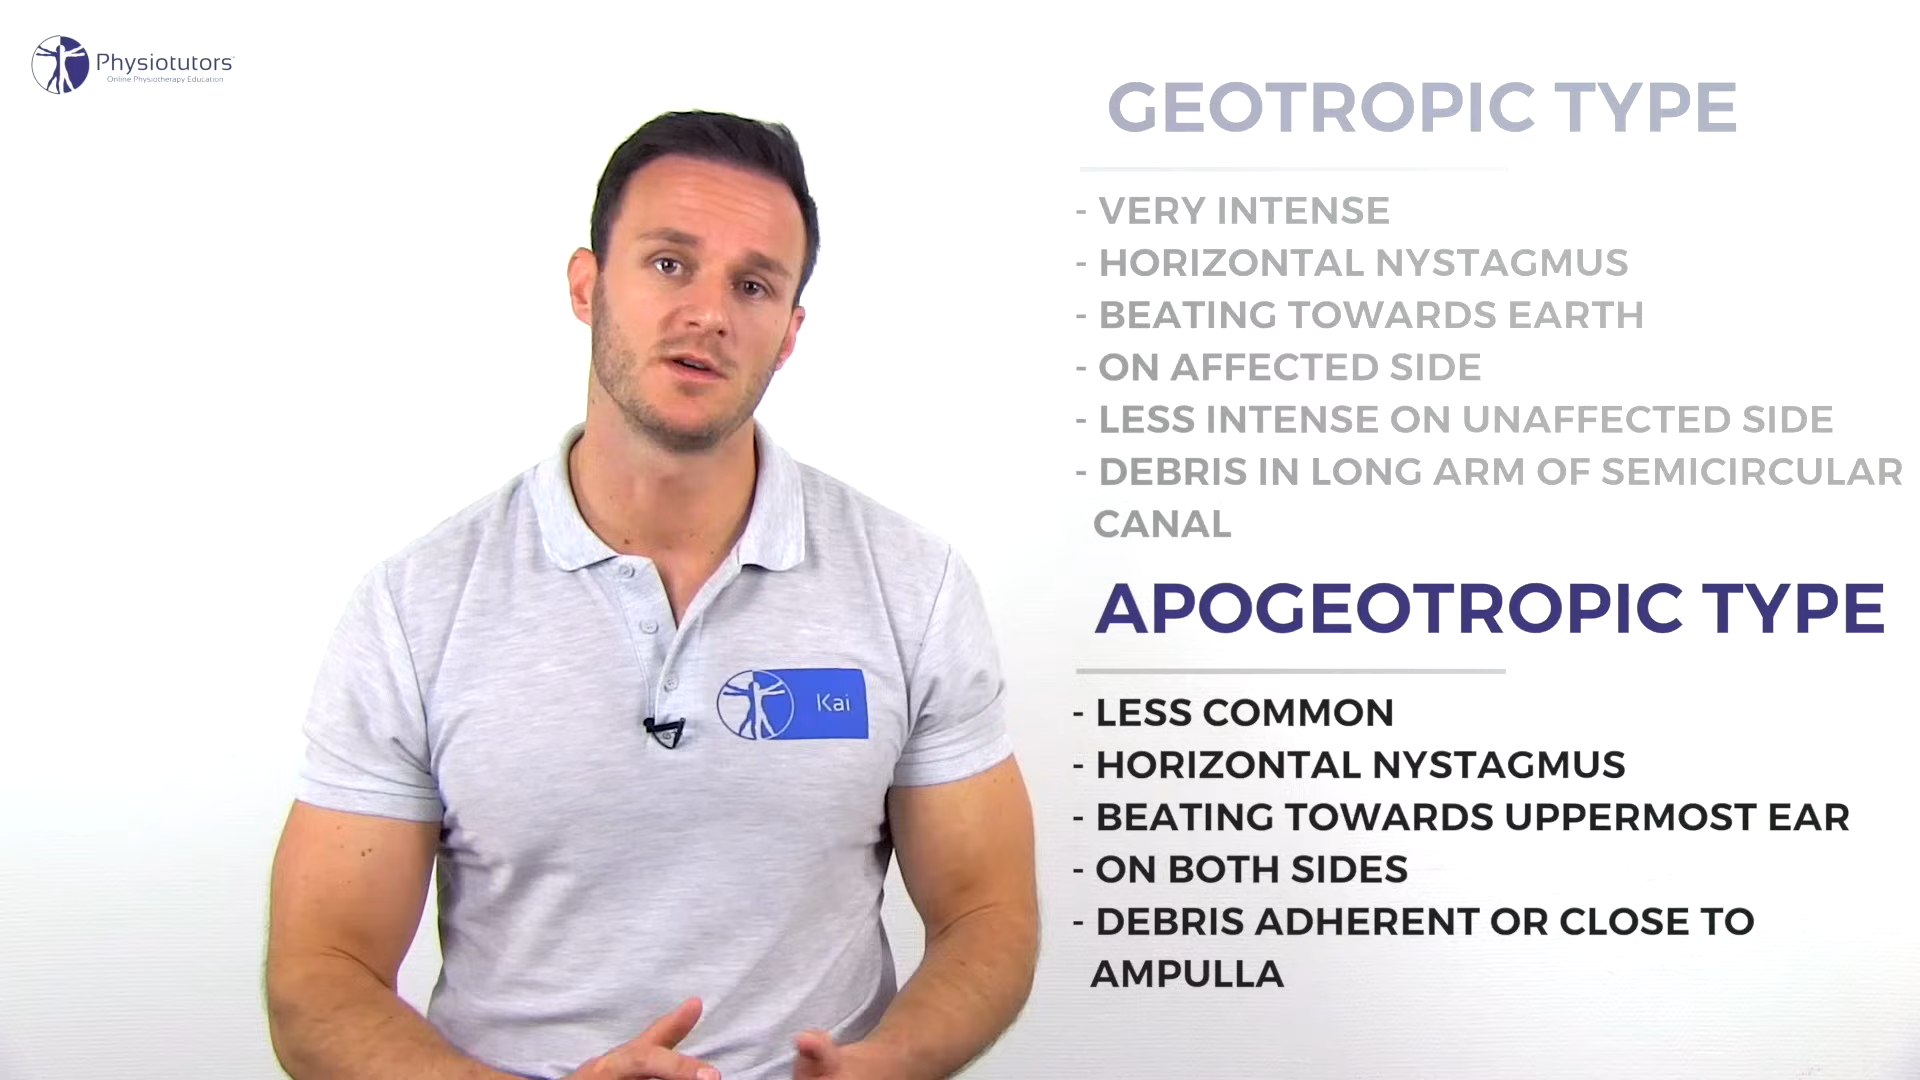 Physiotutors
Online Physiotherapy Education
GEOTROPIC TYPE
- VERY INTENSE
- HORIZONTAL NYSTAGMUS
- BEATING TOWARDS EARTH
- ON AFFECTED SIDE
- LESS INTENSE ON UNAFFECTED SIDE
- DEBRIS IN LONG ARM OF SEMICIRCULAR
CANAL
APOGEOTROPIC TYPE
- LESS COMMON
- HORIZONTAL NYSTAGMUS
- BEATING TOWARDS UPPERMOST EAR
- ON BOTH SIDES
- DEBRIS ADHERENT OR CLOSE TO
AMPULLA
Kai